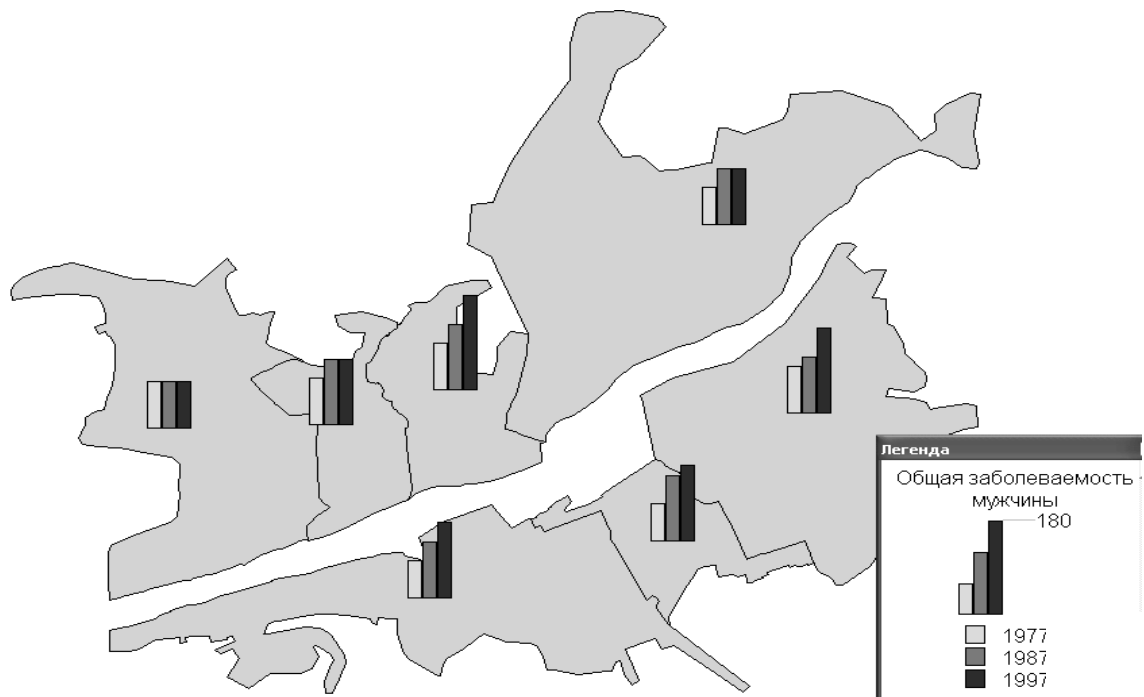 Легенда
Общая заболеваемость
мужчины
180
1977
1987
1997